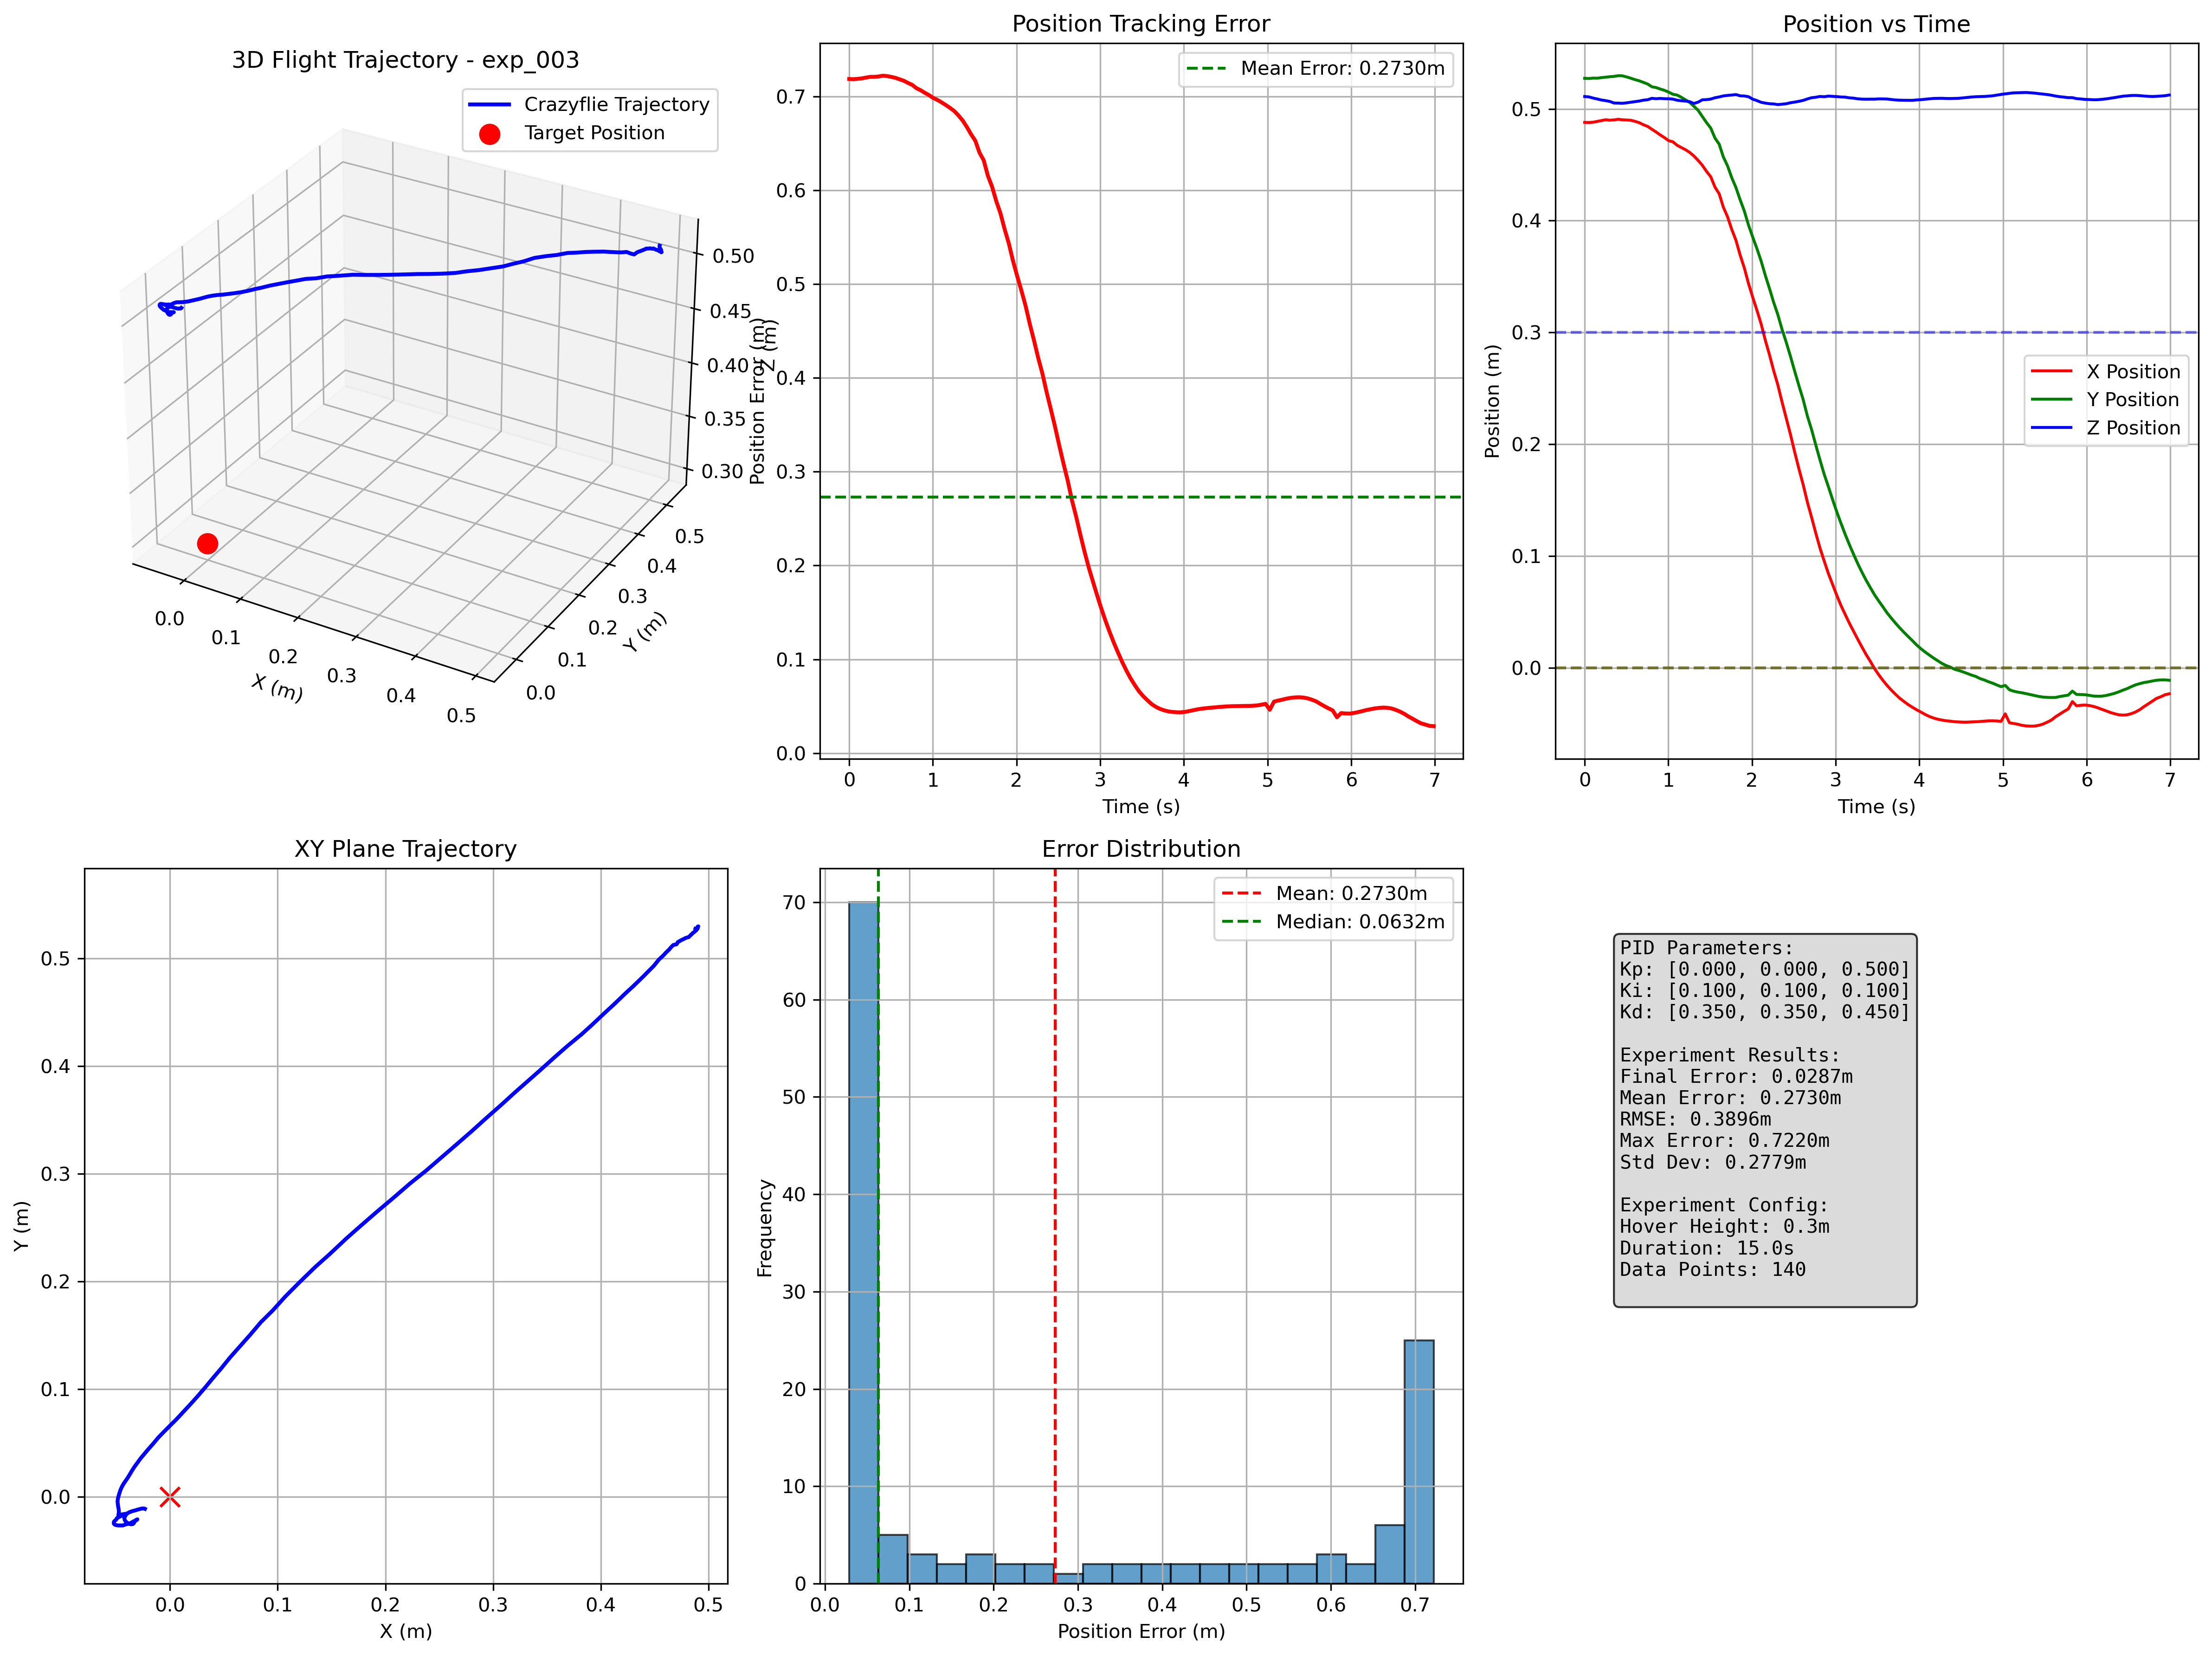 3D Flight Trajectory - exp_003
Crazyflie Trajectory
Target Position
0.50
0.45
0.40
0.35
0.30
Z (m)
0.5
0.4
0.3
0.2
0.1
0.0
Y (m)
0.0
0.1
0.2
0.3
0.4
0.5
X (m)
Position Tracking Error
Mean Error: 0.2730m
0.7
0.6
0.5
0.4
0.3
0.2
0.1
0.0
Position Error (m)
0 1 2 3 4 5 6 7
Time (s)
Position vs Time
0.5
0.4
0.3
0.2
0.1
0.0
Position (m)
X Position
Y Position
Z Position
0 1 2 3 4 5 6 7
Time (s)
XY Plane Trajectory
0.5
0.4
0.3
0.2
0.1
0.0
Y (m)
0.0 0.1 0.2 0.3 0.4 0.5
X (m)
Error Distribution
Mean: 0.2730m
Median: 0.0632m
70
60
50
40
30
20
10
0
Frequency
0.0 0.1 0.2 0.3 0.4 0.5 0.6 0.7
Position Error (m)
PID Parameters:
Kp: [0.000, 0.000, 0.500]
Ki: [0.100, 0.100, 0.100]
Kd: [0.350, 0.350, 0.450]
Experiment Results:
Final Error: 0.0287m
Mean Error: 0.2730m
RMSE: 0.3896m
Max Error: 0.7220m
Std Dev: 0.2779m
Experiment Config:
Hover Height: 0.3m
Duration: 15.0s
Data Points: 140